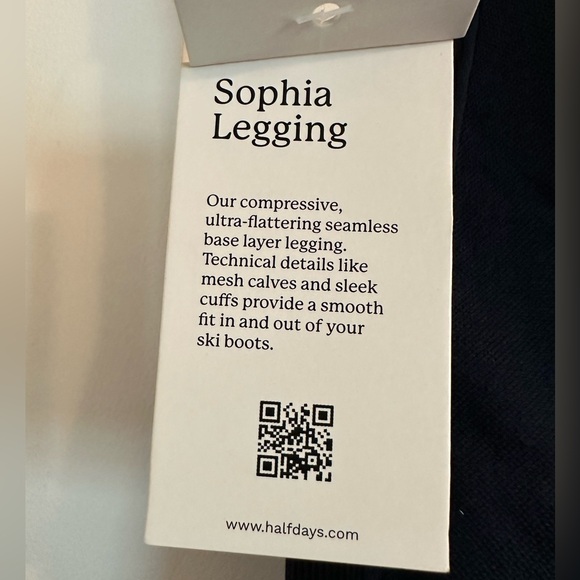 Sophia
Legging
Our compressive,
ultra-flattering seamless
base layer legging.
Technical details like
mesh calves and sleek
cuffs provide a smooth
fit in and out of your
ski boots.
www.halfdays.com